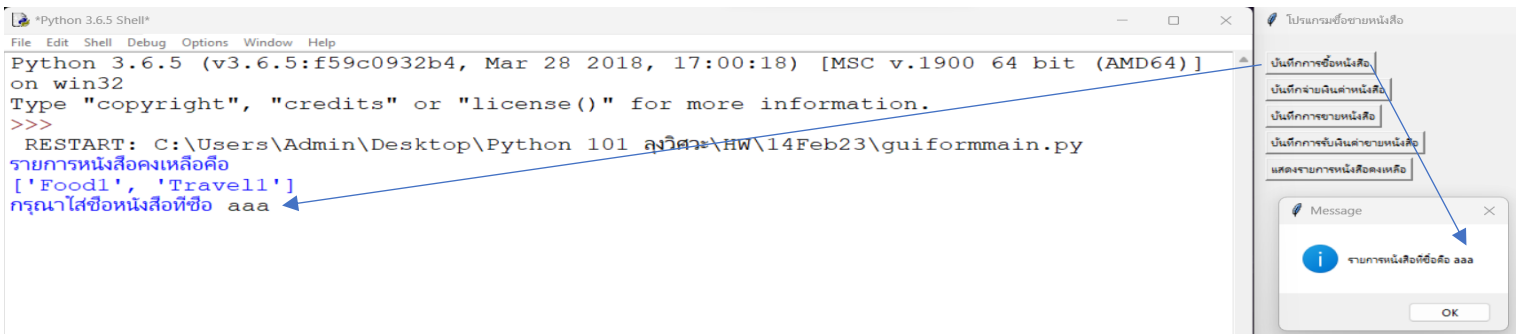 *Python 3.6.5 Shell*
File Edit Shell Debug Options Window Help
Python 3.6.5 (v3.6.5:f59c0932b4, Mar 28 2018, 17:00:18) [MSC v.1900 64 bit (AMD64)]
on win32
Type "copyright", "credits" or "license()" for more information.
>>>
RESTART: C:\Users\Admin\Desktop\Python 101 ลุงวิศวะ\HW\14Feb23\guiformmain.py
รายการหนังสือคงเหลือคือ
['Food1', 'Travel1']
กรุณาใส่ชื่อหนังสือที่ซื้อ aaa
โปรแกรมซื้อขายหนังสือ
บันทึกการซื้อหนังสือ
บันทึกจ่ายเงินค่าหนังสือ
บันทึกการขายหนังสือ
บันทึกการรับเงินค่าขายหนังสือ
แสดงรายการหนังสือคงเหลือ
Message
รายการหนังสือที่ซื้อคือ aaa
OK